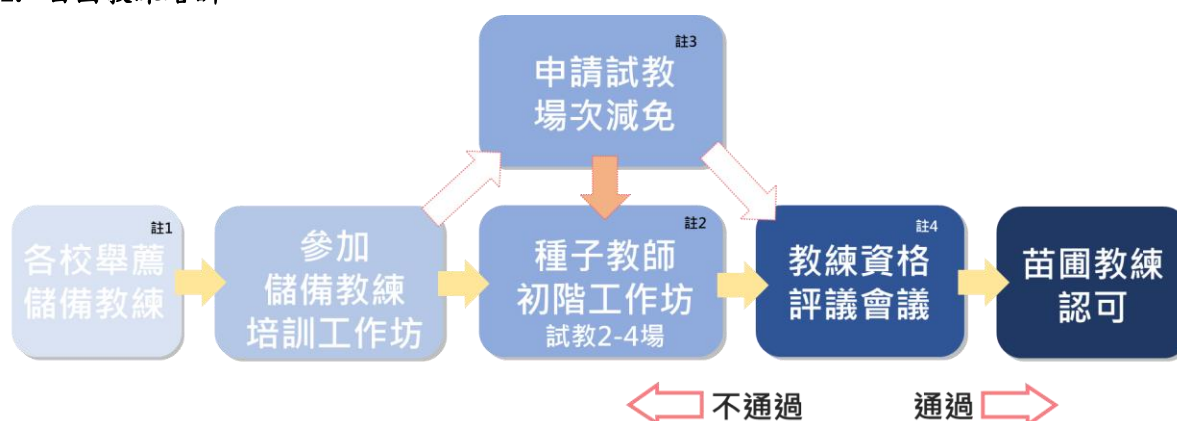 註3
申請試教
場次減免
註1
各校舉薦
儲備教練
參加
儲備教練
培訓工作坊
註2
種子教師
初階工作坊
試教2-4場
註4
教練資格
評議會議
苗圃教練
認可
不通過
通過